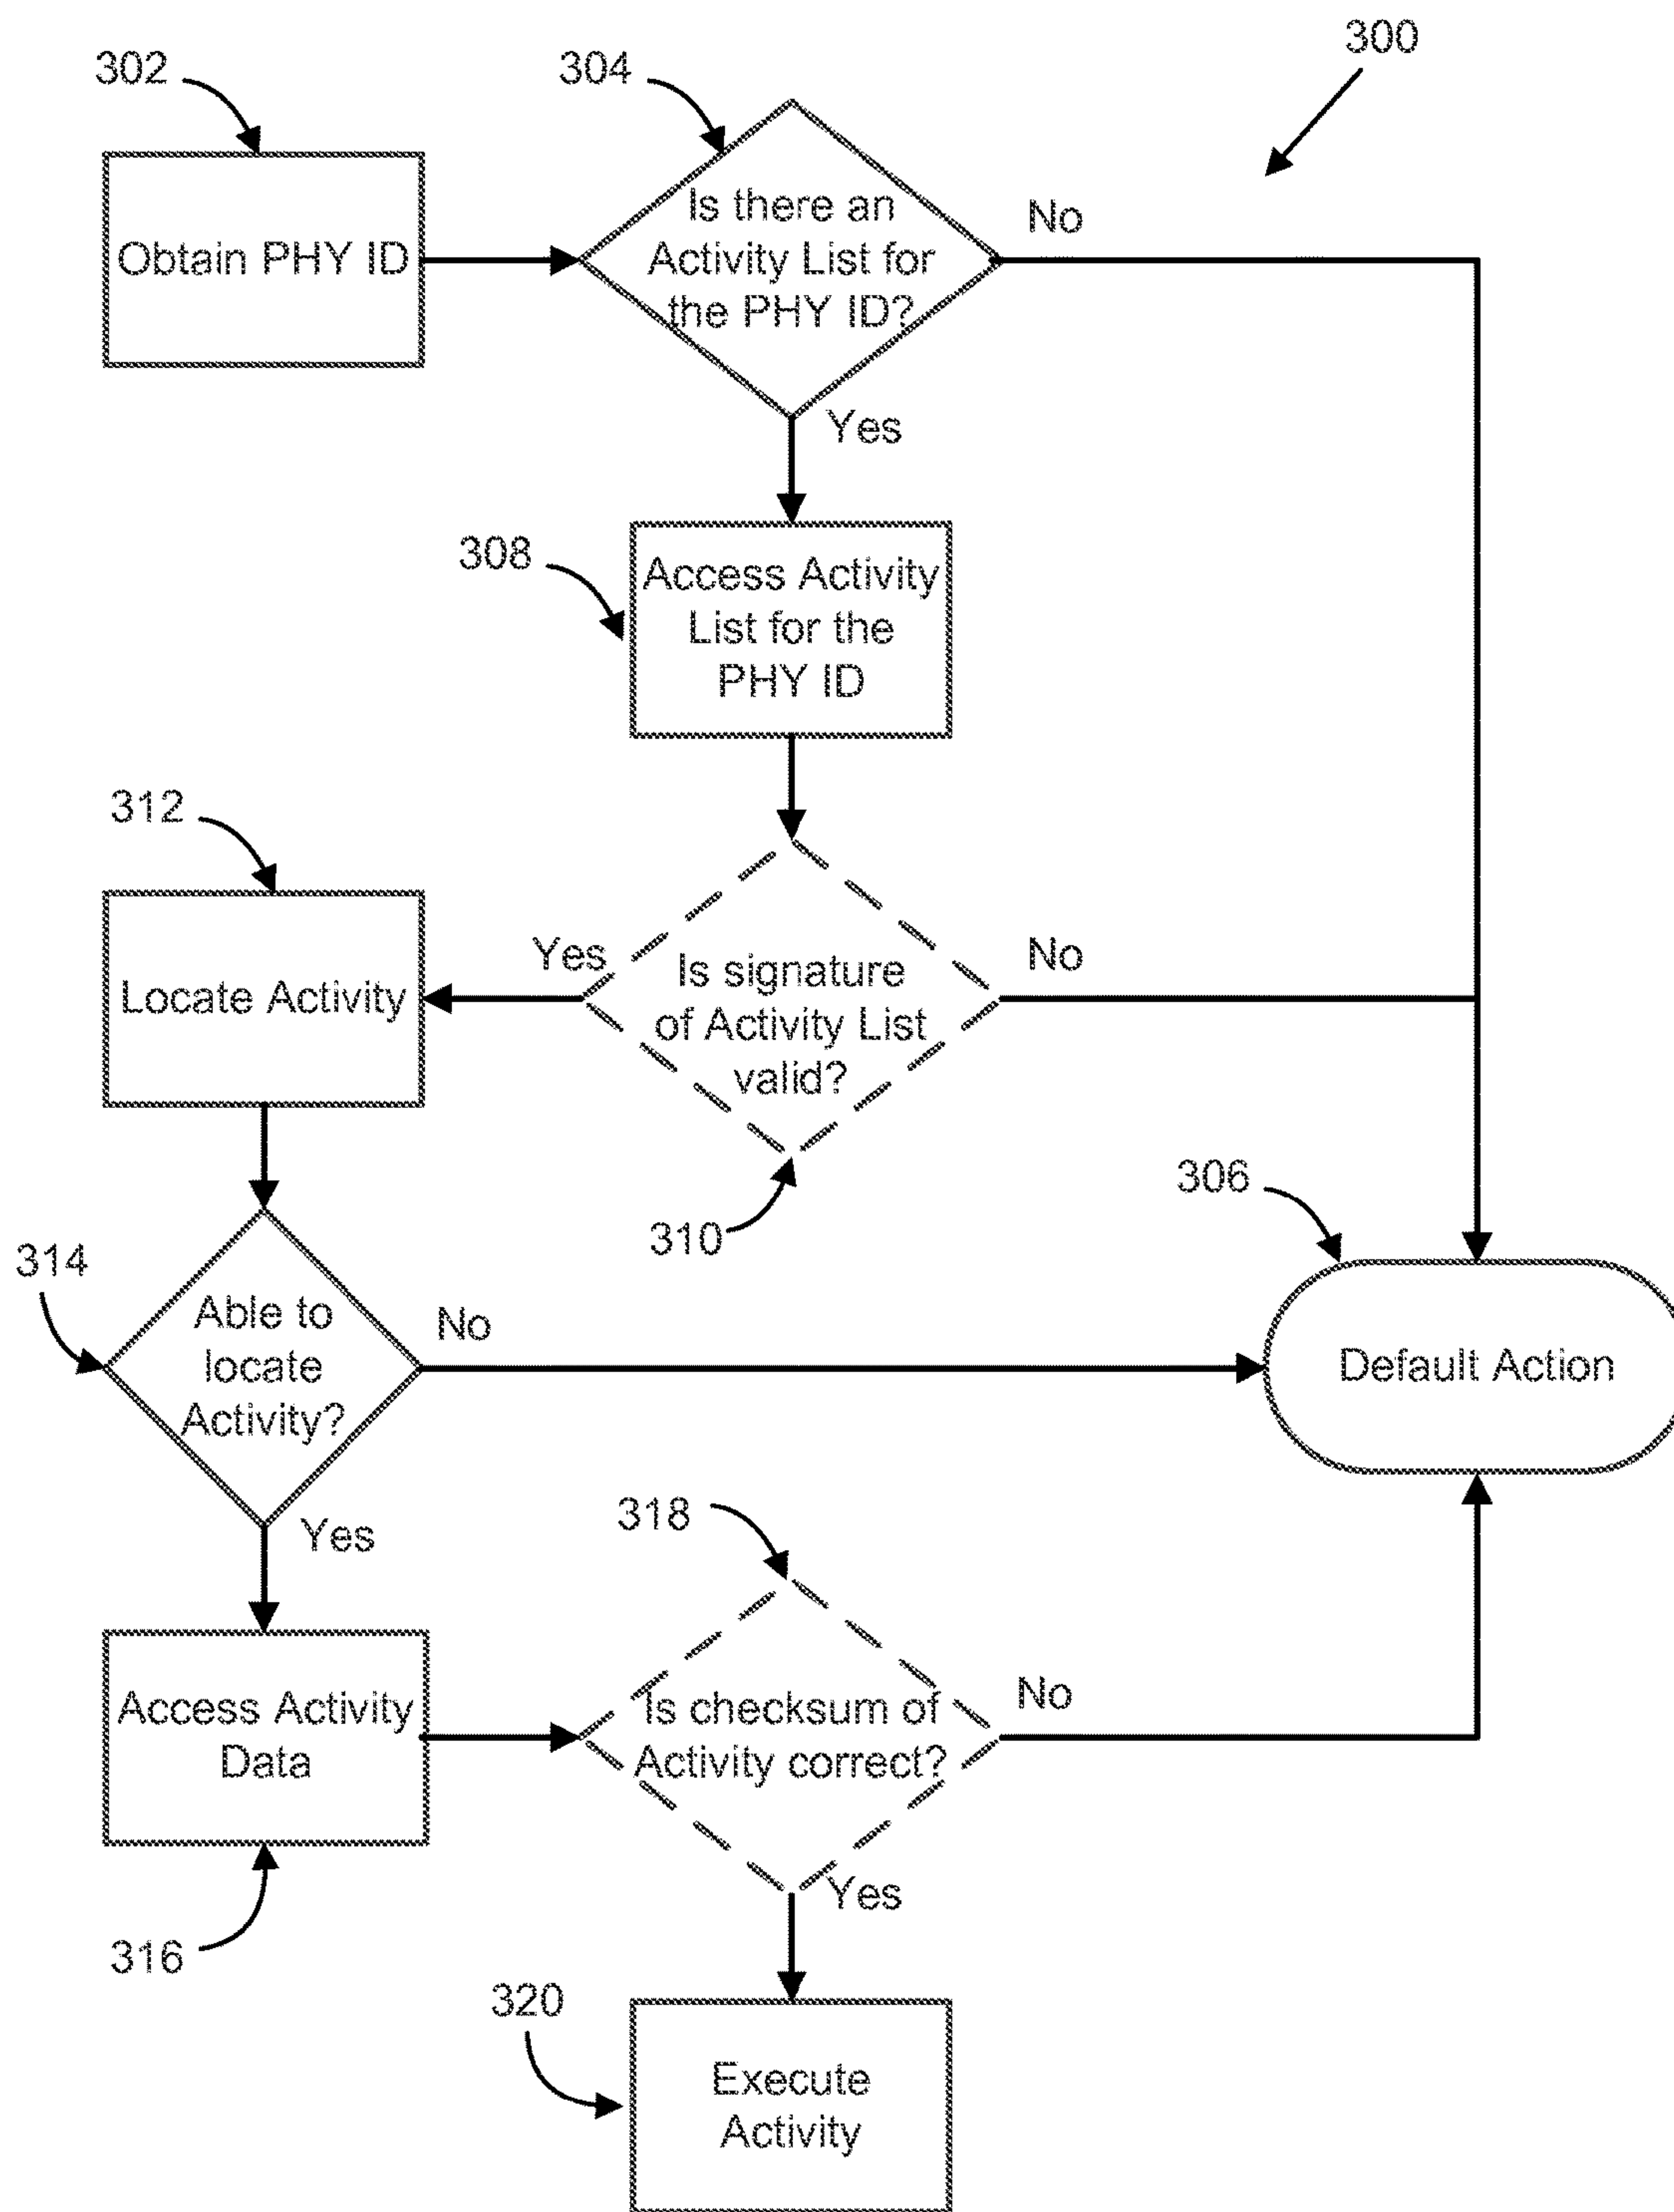 302
304
300
Obtain PHY ID
Is there an
Activity List for
the PHY ID?
No
Yes
308
Access Activity
List for the
PHY ID
312
Locate Activity
Yes
Is signature
of Activity List
valid?
No
310
306
314
Able to
locate
Activity?
No
Default Action
Yes
318
Access Activity
Data
Is checksum of
Activity correct?
No
Yes
316
320
Execute
Activity